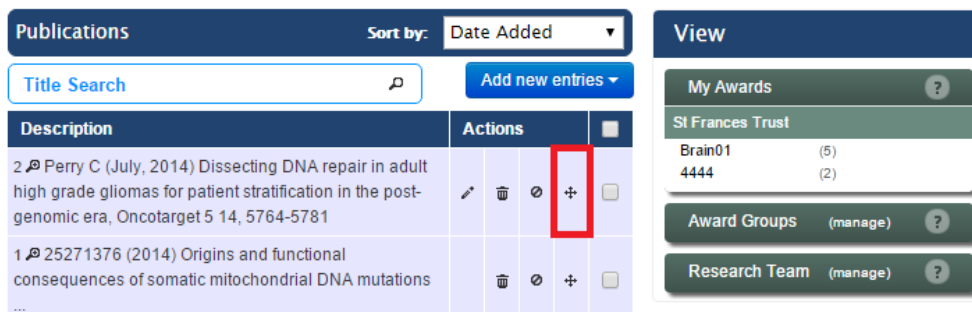 Publications
Sort by:
Date Added
Title Search
Add new entries
Description
Actions
2 Perry C (July, 2014) Dissecting DNA repair in adult
high grade gliomas for patient stratification in the post-
genomic era, Oncotarget 5 14, 5764-5781
1 25271376 (2014) Origins and functional
consequences of somatic mitochondrial DNA mutations
...
View
My Awards
?
St Frances Trust
Brain01 (5)
4444 (2)
Award Groups (manage)
?
Research Team (manage)
?